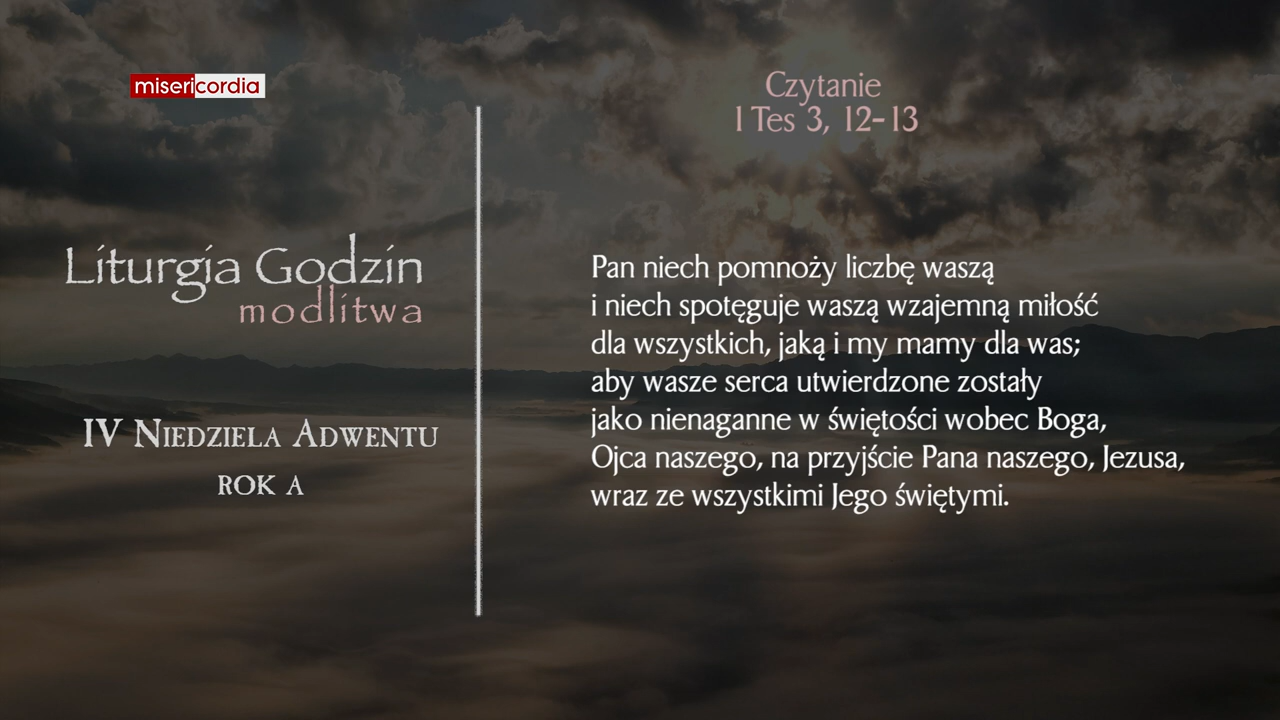 misericordia
Liturgia Godzin
modlitwa
IV Niedziela Adwentu
rok A
Czytanie
1 Tes 3, 12-13
Pan niech pomnoży liczbę waszą
i niech spotęguje waszą wzajemną miłość
dla wszystkich, jaką i my mamy dla was;
aby wasze serca utwierdzone zostały
jako nienaganne w świętości wobec Boga,
Ojca naszego, na przyjście Pana naszego, Jezusa,
wraz ze wszystkimi Jego świętymi.